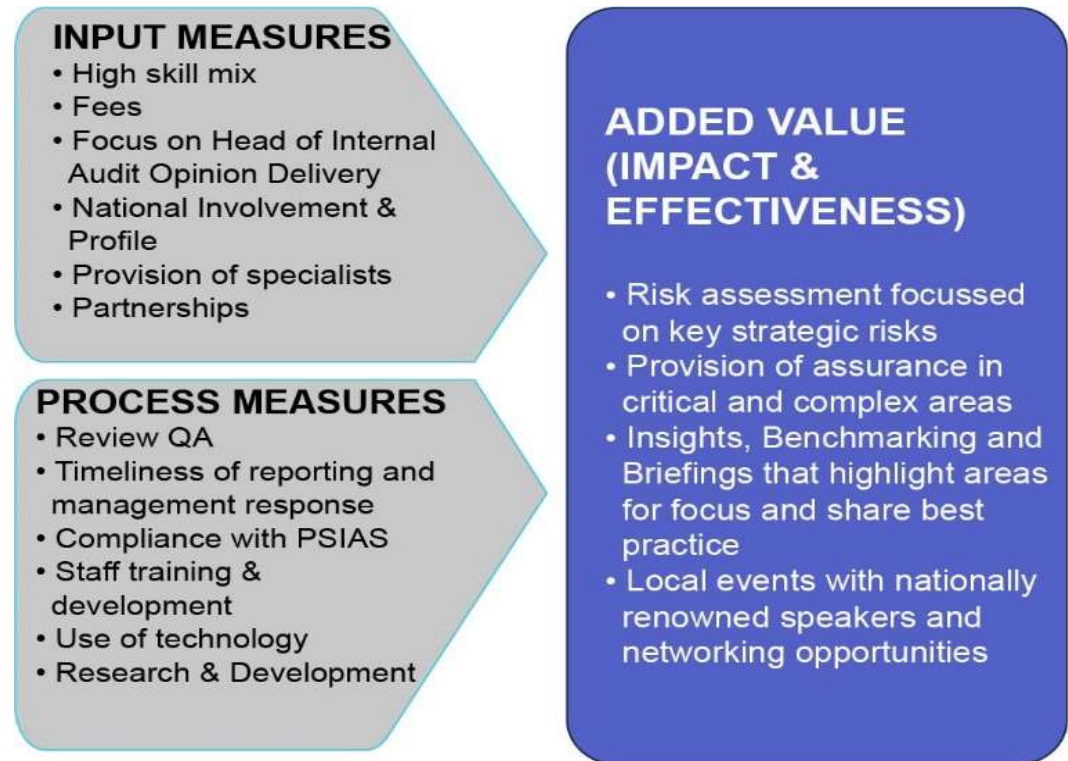 INPUT MEASURES
• High skill mix
• Fees
• Focus on Head of Internal
Audit Opinion Delivery
• National Involvement &
Profile
• Provision of specialists
• Partnerships
PROCESS MEASURES
• Review QA
• Timeliness of reporting and
management response
• Compliance with PSIAS
• Staff training &
development
• Use of technology
• Research & Development
ADDED VALUE
(IMPACT &
EFFECTIVENESS)
• Risk assessment focussed
on key strategic risks
• Provision of assurance in
critical and complex areas
• Insights, Benchmarking and
Briefings that highlight areas
for focus and share best
practice
• Local events with nationally
renowned speakers and
networking opportunities